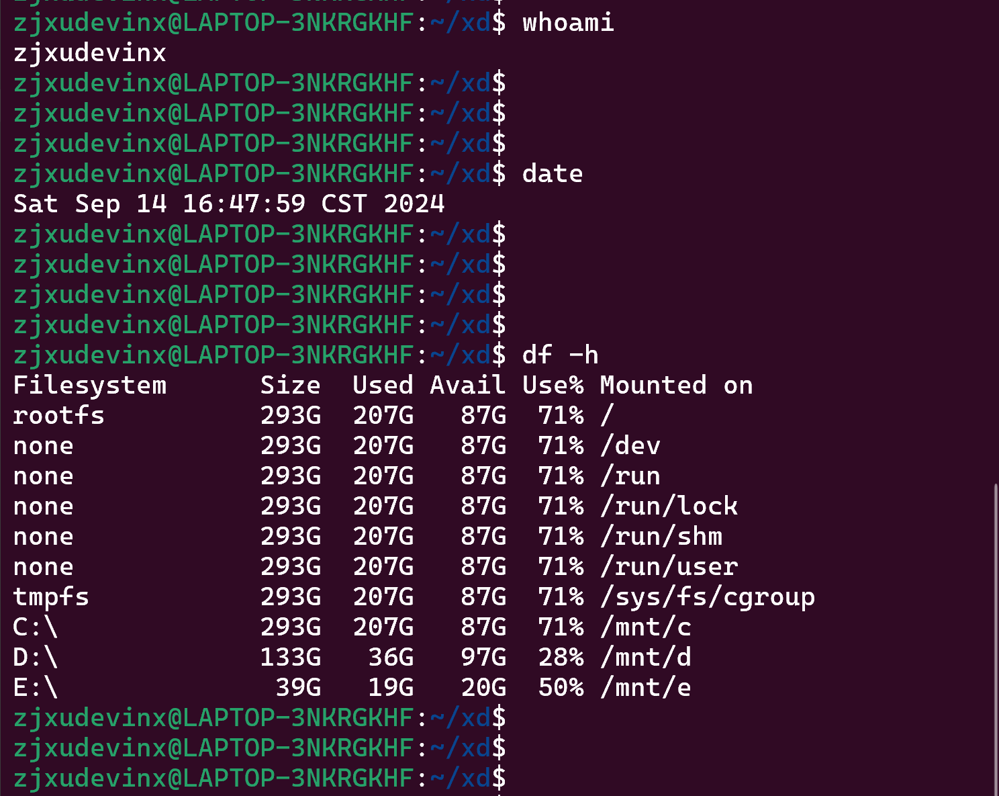 zjxudevinx@LAPTOP-3NKRGKHF:~/xd$ whoami
zjxudevinx
zjxudevinx@LAPTOP-3NKRGKHF:~/xd$
zjxudevinx@LAPTOP-3NKRGKHF:~/xd$
zjxudevinx@LAPTOP-3NKRGKHF:~/xd$
zjxudevinx@LAPTOP-3NKRGKHF:~/xd$ date
Sat Sep 14 16:47:59 CST 2024
zjxudevinx@LAPTOP-3NKRGKHF:~/xd$
zjxudevinx@LAPTOP-3NKRGKHF:~/xd$
zjxudevinx@LAPTOP-3NKRGKHF:~/xd$
zjxudevinx@LAPTOP-3NKRGKHF:~/xd$
zjxudevinx@LAPTOP-3NKRGKHF:~/xd$ df -h
Filesystem      Size  Used Avail Use% Mounted on
rootfs          293G  207G   87G  71% /
none            293G  207G   87G  71% /dev
none            293G  207G   87G  71% /run
none            293G  207G   87G  71% /run/lock
none            293G  207G   87G  71% /run/shm
none            293G  207G   87G  71% /run/user
tmpfs           293G  207G   87G  71% /sys/fs/cgroup
C:\             293G  207G   87G  71% /mnt/c
D:\             133G   36G   97G  28% /mnt/d
E:\              39G   19G   20G  50% /mnt/e
zjxudevinx@LAPTOP-3NKRGKHF:~/xd$
zjxudevinx@LAPTOP-3NKRGKHF:~/xd$
zjxudevinx@LAPTOP-3NKRGKHF:~/xd$